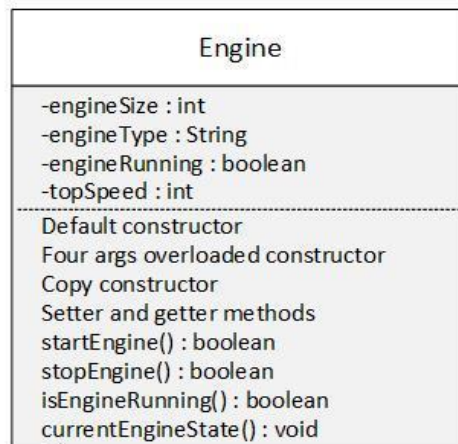 Engine
-engineSize : int
-engineType : String
-engineRunning : boolean
-topSpeed : int
Default constructor
Four args overloaded constructor
Copy constructor
Setter and getter methods
startEngine() : boolean
stopEngine() : boolean
isEngineRunning() : boolean
currentEngineState() : void